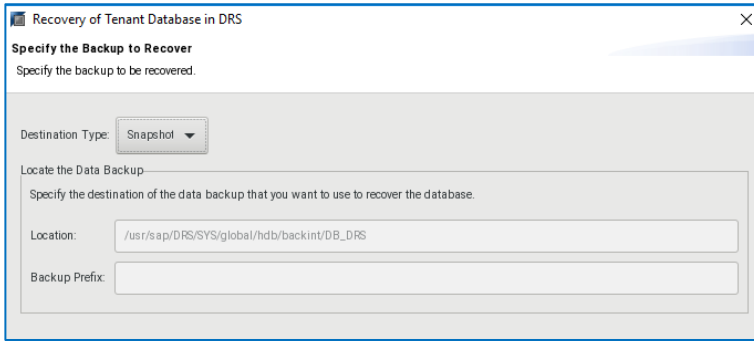 Recovery of Tenant Database in DRS
Specify the Backup to Recover
Specify the backup to be recovered.
Destination Type: Snapshot
Locate the Data Backup
Specify the destination of the data backup that you want to use to recover the database.
Location: /usr/sap/DRS/SYS/global/hdb/backint/DB_DRS
Backup Prefix: